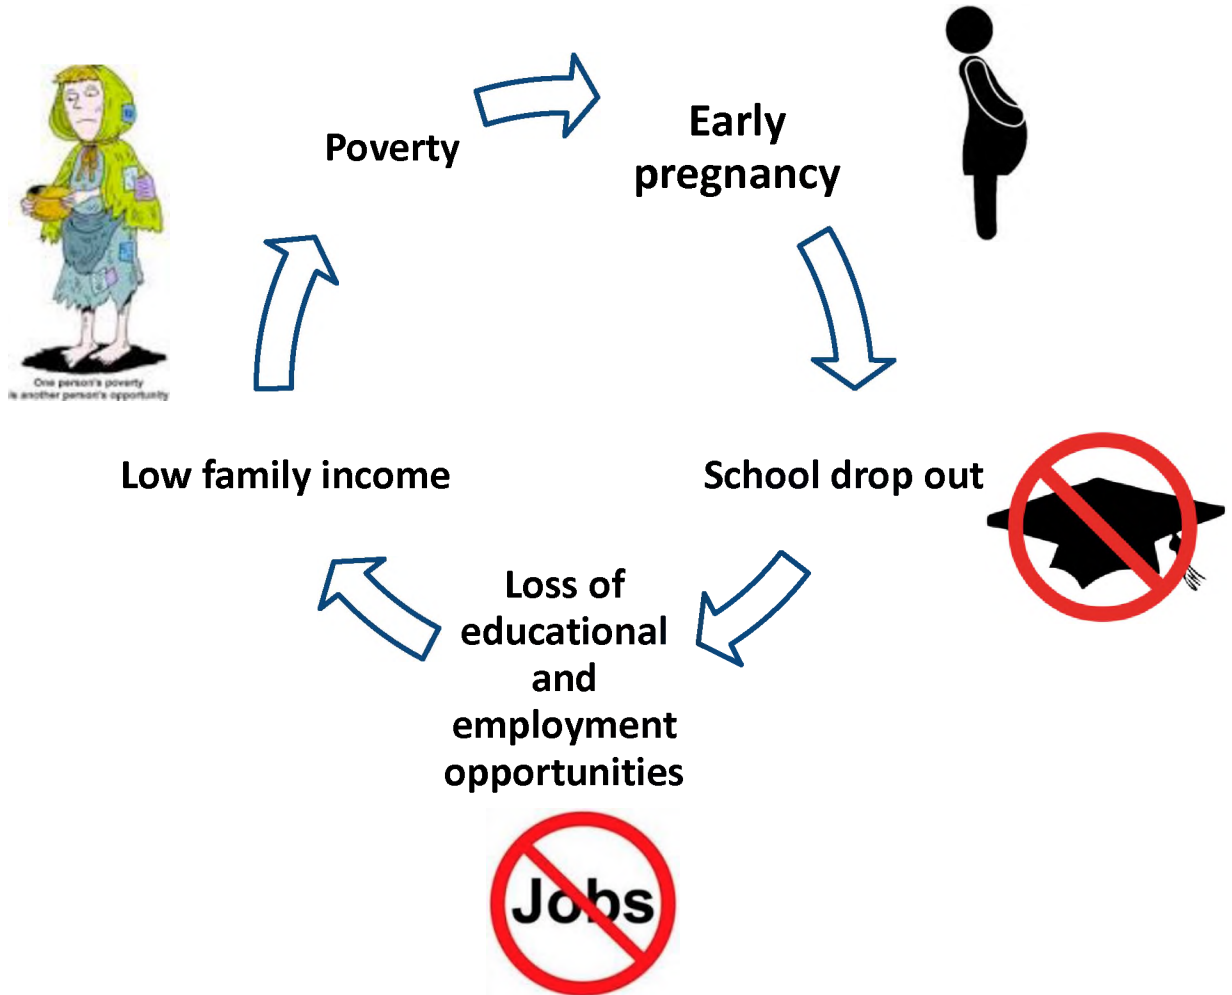 Poverty
Early
pregnancy
One person's poverty
is another person's opportunity
Low family income
School drop out
Loss of
educational
and
employment
opportunities
Jobs